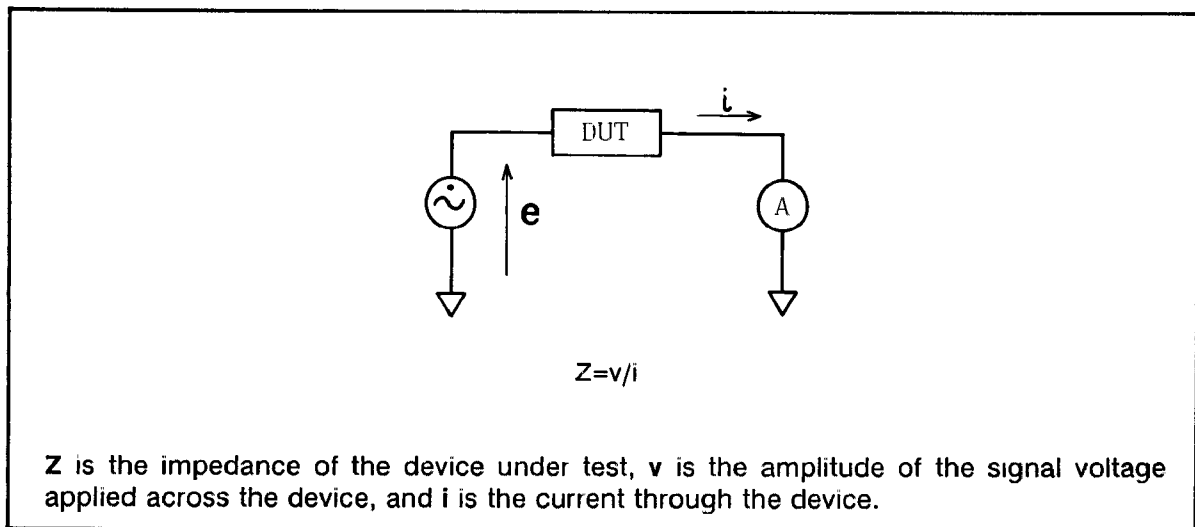 i
DUT
e
A
Z=v/i
Z is the impedance of the device under test, v is the amplitude of the signal voltage
applied across the device, and i is the current through the device.